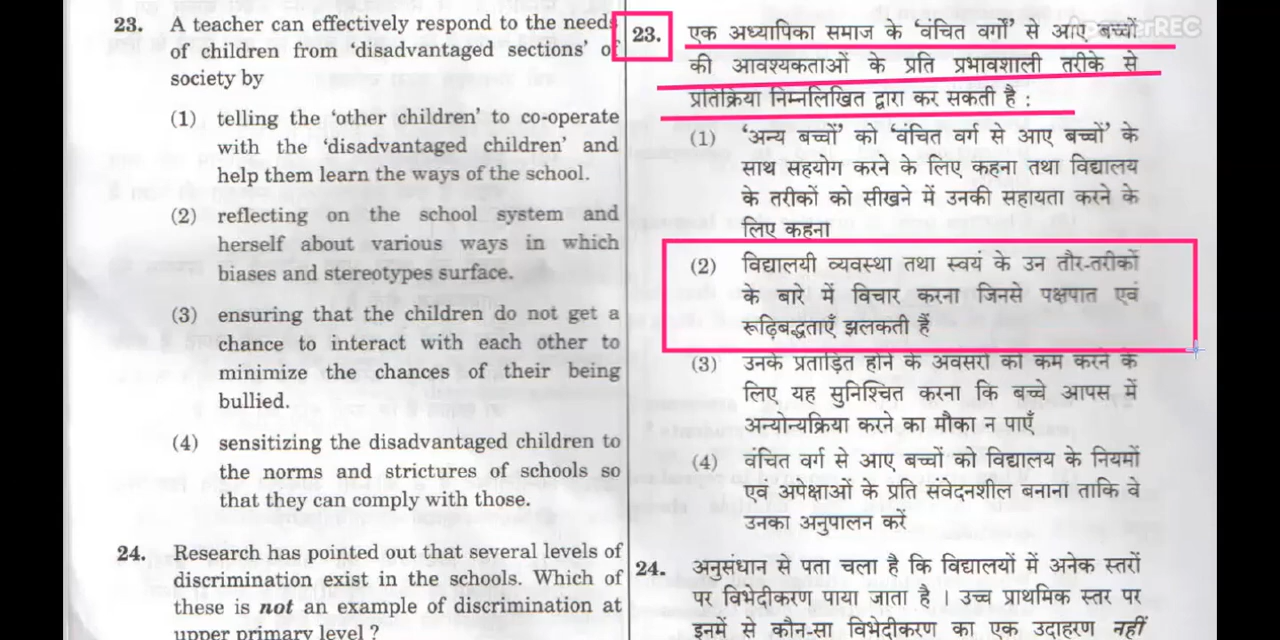 23. A teacher can effectively respond to the needs
of children from 'disadvantaged sections' of
society by
(1) telling the 'other children' to co-operate
with the 'disadvantaged children' and
help them learn the ways of the school.
(2) reflecting on the school system and
herself about various ways in which
biases and stereotypes surface.
(3) ensuring that the children do not get a
chance to interact with each other to
minimize the chances of their being
bullied.
(4) sensitizing the disadvantaged children to
the norms and strictures of schools so
that they can comply with those.
24. Research has pointed out that several levels of
discrimination exist in the schools. Which of
these is not an example of discrimination at
upper primary level ?
23. एक अध्यापिका समाज के 'वंचित वर्गों' से आए बच्चों
की आवश्यकताओं के प्रति प्रभावशाली तरीके से
प्रतिक्रिया निम्नलिखित द्वारा कर सकती है :
(1) 'अन्य बच्चों' को 'वंचित वर्ग से आए बच्चों' के
साथ सहयोग करने के लिए कहना तथा विद्यालय
के तरीकों को सीखने में उनकी सहायता करने के
लिए कहना
(2) विद्यालयी व्यवस्था तथा स्वयं के उन तौर-तरीकों
के बारे में विचार करना जिनसे पक्षपात एवं
रूढ़िबद्धताएँ झलकती हैं
(3) उनके प्रताड़ित होने के अवसरों को कम करने के
लिए यह सुनिश्चित करना कि बच्चे आपस में
अन्योन्यक्रिया करने का मौका न पाएँ
(4) वंचित वर्ग से आए बच्चों को विद्यालय के नियमों
एवं अपेक्षाओं के प्रति संवेदनशील बनाना ताकि वे
उनका अनुपालन करें
24. अनुसंधान से पता चला है कि विद्यालयों में अनेक स्तरों
पर विभेदीकरण पाया जाता है । उच्च प्राथमिक स्तर पर
इनमें से कौन-सा विभेदीकरण का एक उदाहरण नहीं